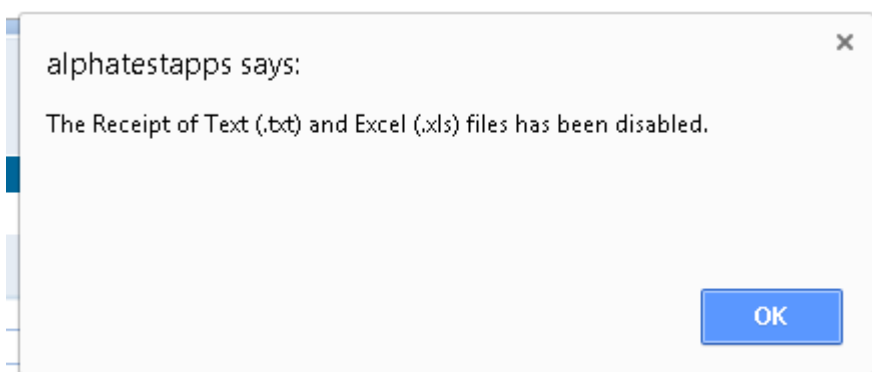 alphatestapps says:
The Receipt of Text (.txt) and Excel (.xls) files has been disabled.
OK